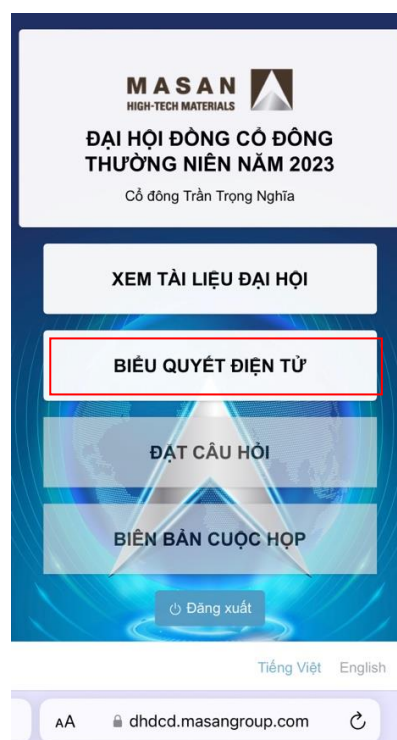 MASAN
HIGH-TECH MATERIALS
ĐẠI HỘI ĐỒNG CỔ ĐÔNG
THƯỜNG NIÊN NĂM 2023
Cổ đông Trần Trọng Nghĩa
XEM TÀI LIỆU ĐẠI HỘI
BIỂU QUYẾT ĐIỆN TỬ
ĐẶT CÂU HỎI
BIÊN BẢN CUỘC HỌP
Đăng xuất
Tiếng Việt English
AA dhdcd.masangroup.com